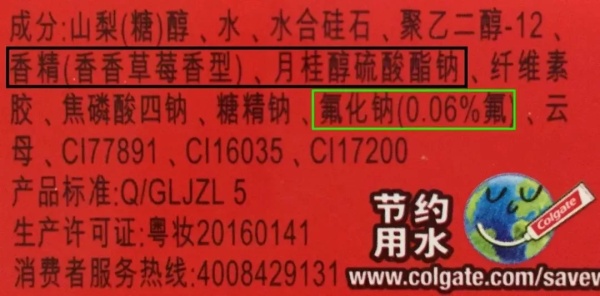 成分:山梨(糖)醇、水、水合硅石、聚乙二醇-12、
香精(香香草莓香型)、月桂醇硫酸酯钠、纤维素
胶、焦磷酸四钠、糖精钠、氟化钠(0.06%氟)、云
母、CI77891、CI16035、CI17200
产品标准:Q/GLJZL 5
生产许可证:粤妆20160141
消费者服务热线:4008429131
节约
用水
Colgate
www.colgate.com/savew